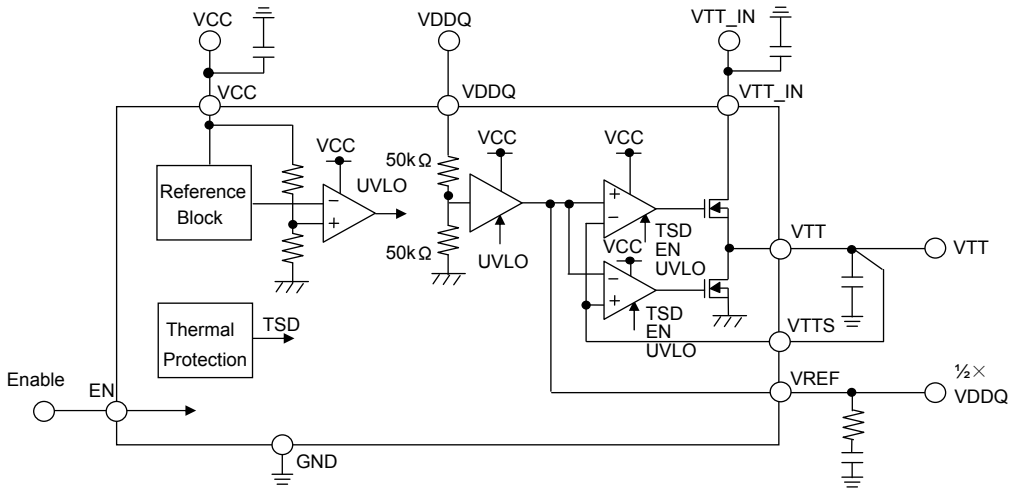 VCC
VDDQ
VTT_IN
VCC
VDDQ
VTT_IN
VCC
UVLO
Reference
Block
−
+
50kΩ
50kΩ
VCC
UVLO
VCC
+
−
TSD
EN
UVLO
VCC
−
+
TSD
EN
UVLO
VTT
VTT
VTTS
Thermal
Protection
TSD
Enable
EN
VREF
½×
VDDQ
GND